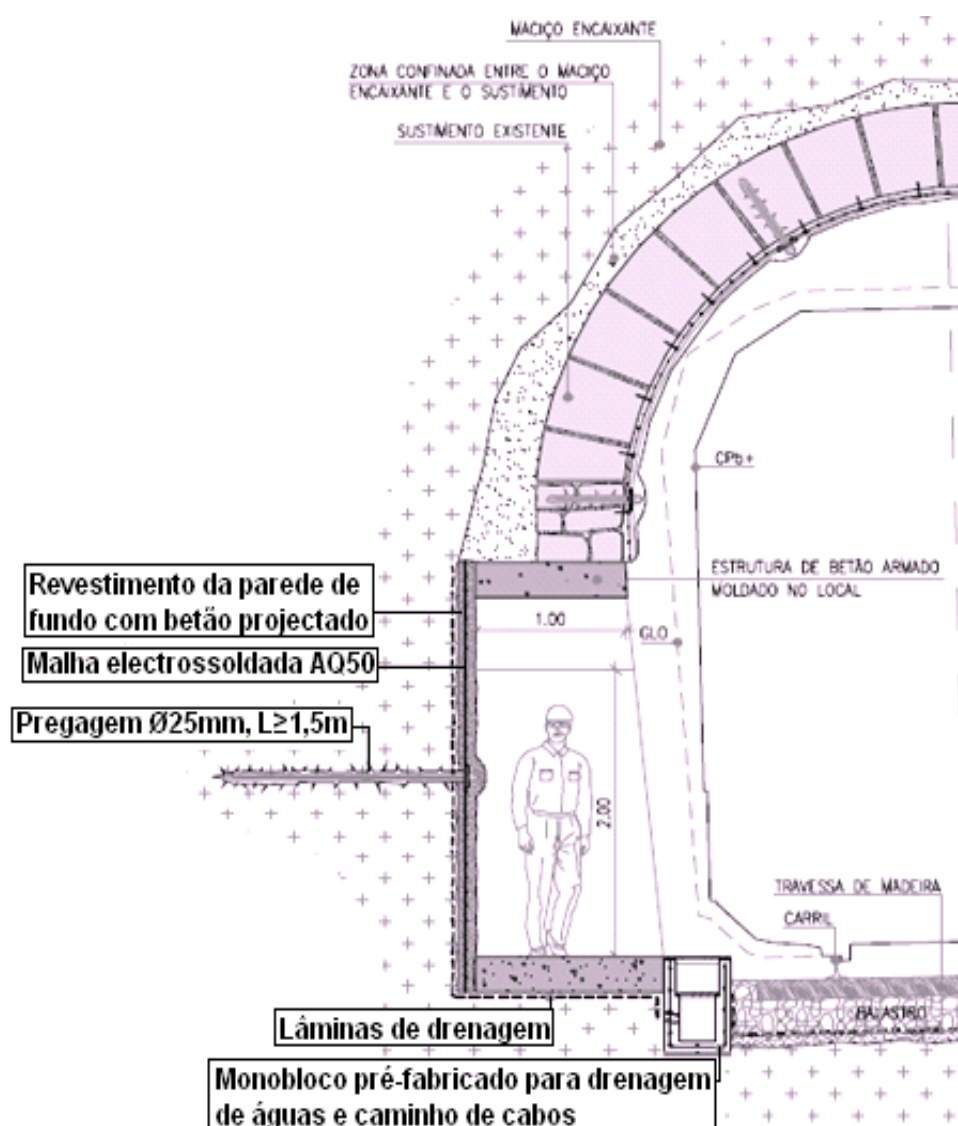 MACIÇO ENCAIXANTE
ZONA CONFINADA ENTRE O MACIÇO
ENCAIXANTE E O SUSTIMENTO
SUSTIMENTO EXISTENTE
CPb+
Revestimento da parede de
fundo com betão projectado
ESTRUTURA DE BETÃO ARMADO
MOLDADO NO LOCAL
1.00
GLO
Malha electrossoldada AQ50
Pregagem Ø25mm, L≥1,5m
2.00
TRAVESSA DE MADEIRA
CARRIL
BALASTRO
Lâminas de drenagem
Monobloco pré-fabricado para drenagem
de águas e caminho de cabos